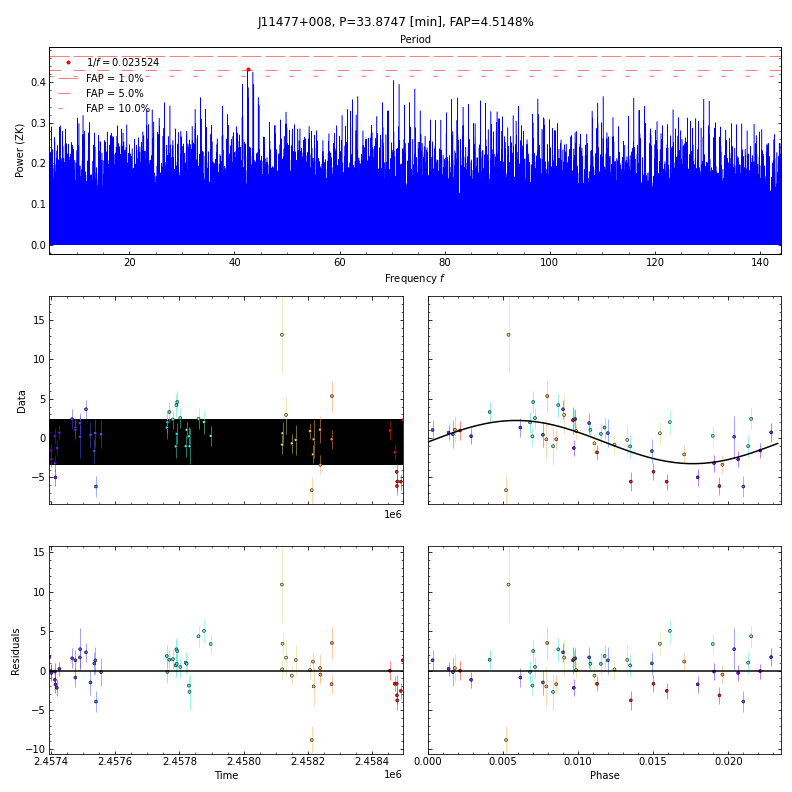 J11477+008, P=33.8747 [min], FAP=4.5148%
Period
Power (ZK)
0.4
0.3
0.2
0.1
0.0
1/f = 0.023524
FAP = 1.0%
FAP = 5.0%
FAP = 10.0%
20 40 60 80 100 120 140
Frequency f
Data
15
10
5
0
−5
1e6
Residuals
15
10
5
0
−5
−10
2.4574 2.4576 2.4578 2.4580 2.4582 2.4584
1e6
Time
0.000 0.005 0.010 0.015 0.020
Phase